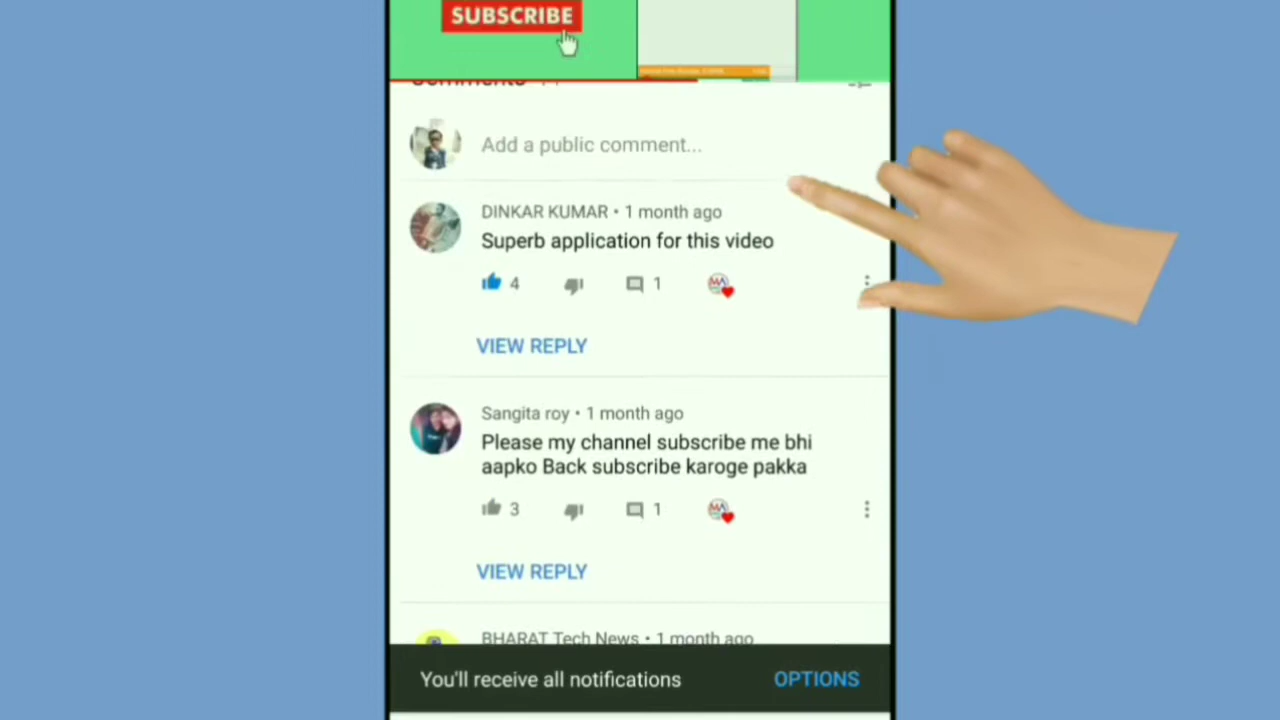 SUBSCRIBE
Comments
Add a public comment...
DINKAR KUMAR • 1 month ago
Superb application for this video
4
1
VIEW REPLY
Sangita roy • 1 month ago
Please my channel subscribe me bhi
aapko Back subscribe karoge pakka
3
1
VIEW REPLY
BHARAT Tech News • 1 month ago
You'll receive all notifications
OPTIONS